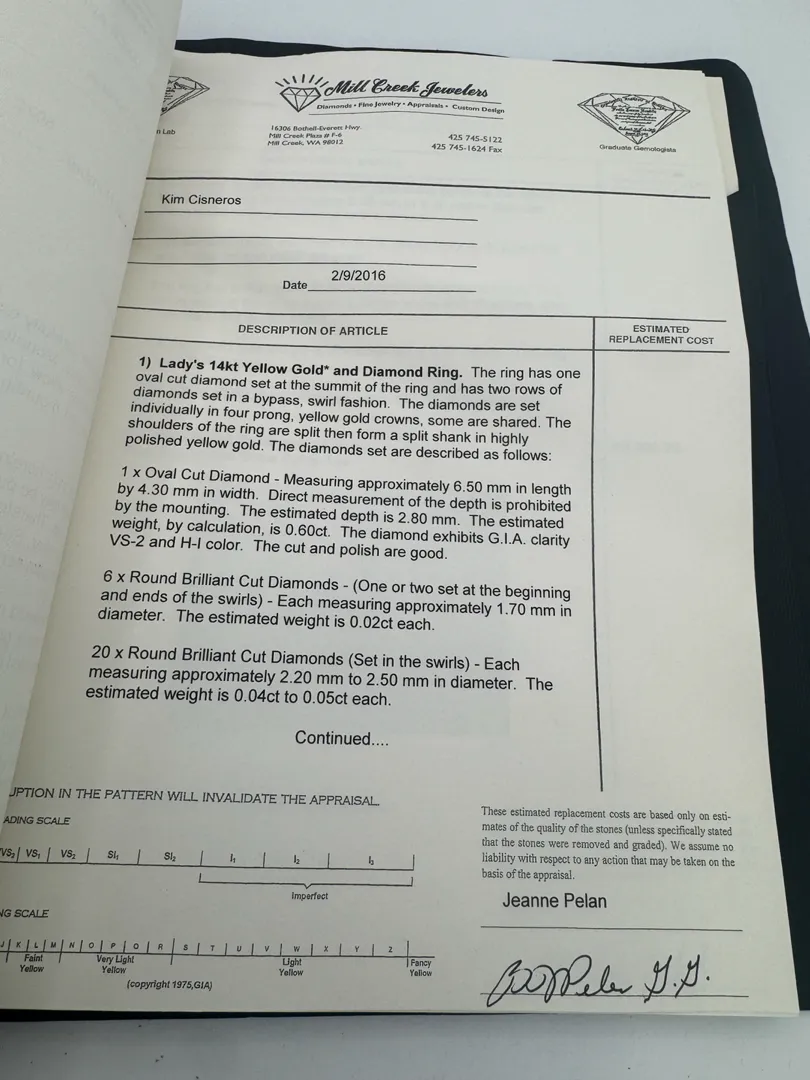 Mill Creek Jewelers
Diamonds • Fine Jewelry • Appraisals • Custom Design
16306 Bothell-Everett Hwy.
Mill Creek Plaza # F-6
Mill Creek, WA 98012
425 745-5122
425 745-1624 Fax
Lab
Graduate Gemologists
Kim Cisneros
Date 2/9/2016
DESCRIPTION OF ARTICLE
ESTIMATED
REPLACEMENT COST
1) Lady's 14kt Yellow Gold* and Diamond Ring. The ring has one
oval cut diamond set at the summit of the ring and has two rows of
diamonds set in a bypass, swirl fashion. The diamonds are set
individually in four prong, yellow gold crowns, some are shared. The
shoulders of the ring are split then form a split shank in highly
polished yellow gold. The diamonds set are described as follows:
1 x Oval Cut Diamond - Measuring approximately 6.50 mm in length
by 4.30 mm in width. Direct measurement of the depth is prohibited
by the mounting. The estimated depth is 2.80 mm. The estimated
weight, by calculation, is 0.60ct. The diamond exhibits G.I.A. clarity
VS-2 and H-I color. The cut and polish are good.
6 x Round Brilliant Cut Diamonds - (One or two set at the beginning
and ends of the swirls) - Each measuring approximately 1.70 mm in
diameter. The estimated weight is 0.02ct each.
20 x Round Brilliant Cut Diamonds (Set in the swirls) - Each
measuring approximately 2.20 mm to 2.50 mm in diameter. The
estimated weight is 0.04ct to 0.05ct each.
Continued....
UPTION IN THE PATTERN WILL INVALIDATE THE APPRAISAL.
ADING SCALE
VS₁ VS₂ SI₁ SI₂ I₁ I₂ I₃
Imperfect
NG SCALE
J K L M N O P Q R S T U V W X Y Z
Faint
Yellow
Very Light
Yellow
Light
Yellow
Fancy
Yellow
(copyright 1975,GIA)
These estimated replacement costs are based only on esti-
mates of the quality of the stones (unless specifically stated
that the stones were removed and graded). We assume no
liability with respect to any action that may be taken on the
basis of the appraisal.
Jeanne Pelan
Pelan G.G.